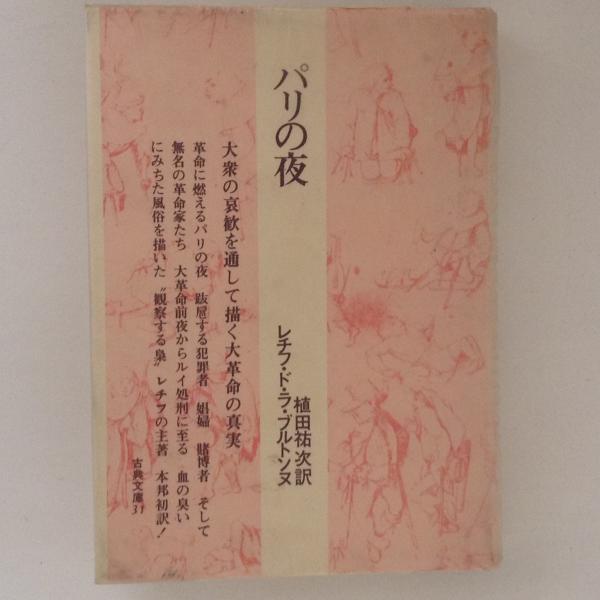 パリの夜
レチフ・ド・ラ・ブルトンヌ
植田祐次訳
大衆の哀歓を通して描く大革命の真実
革命に燃えるパリの夜　跋扈する犯罪者　娼婦　賭博者　そして
無名の革命家たち　大革命前夜からルイ処刑に至る　血の臭い
にみちた風俗を描いた〝観察する梟〟レチフの主著　本邦初訳！
古典文庫31